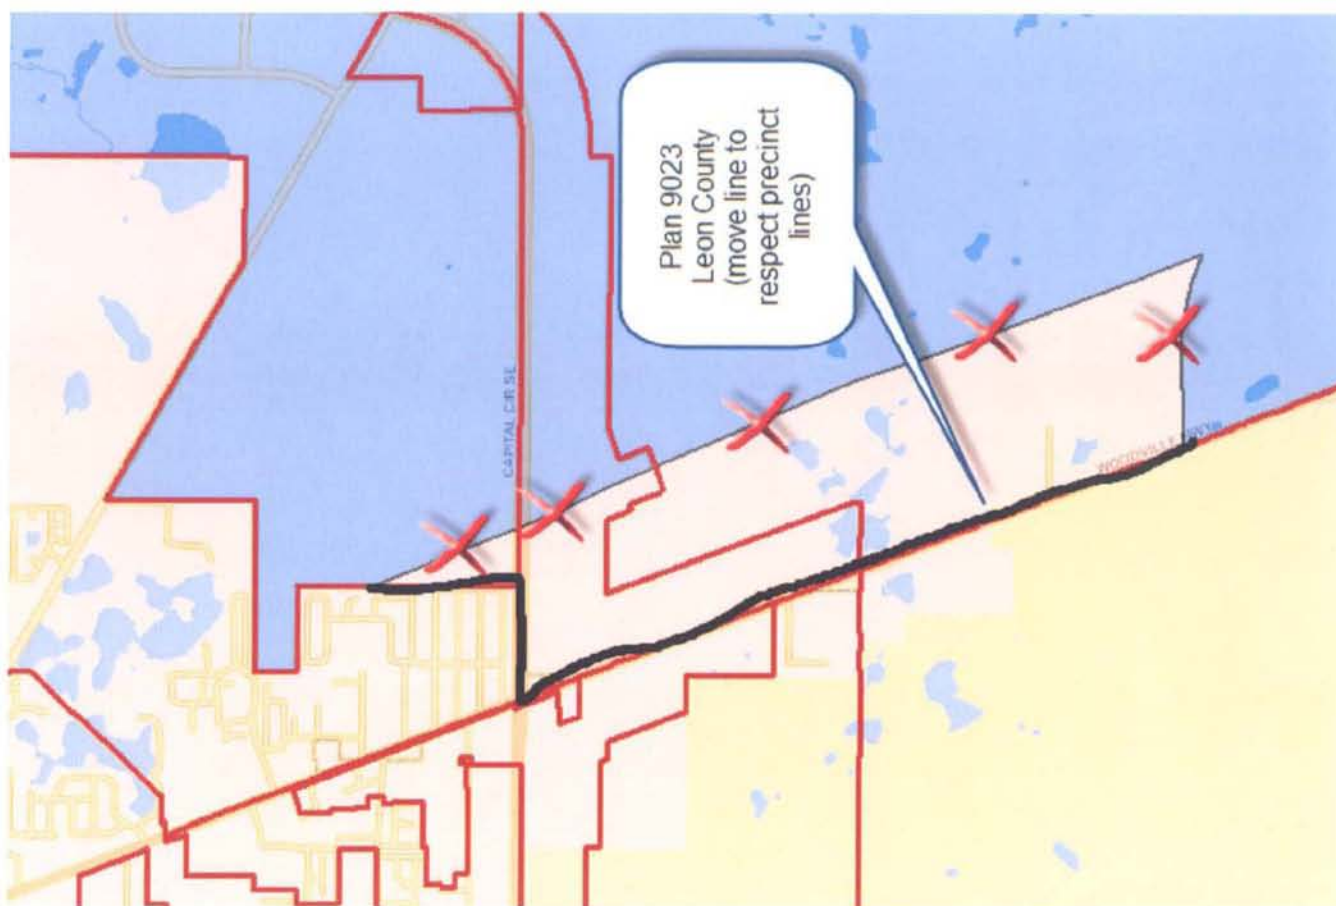 Plan 9023
Leon County
(move line to
respect precinct
lines)
CAPITAL CIR SE
WOODVILLE HWY